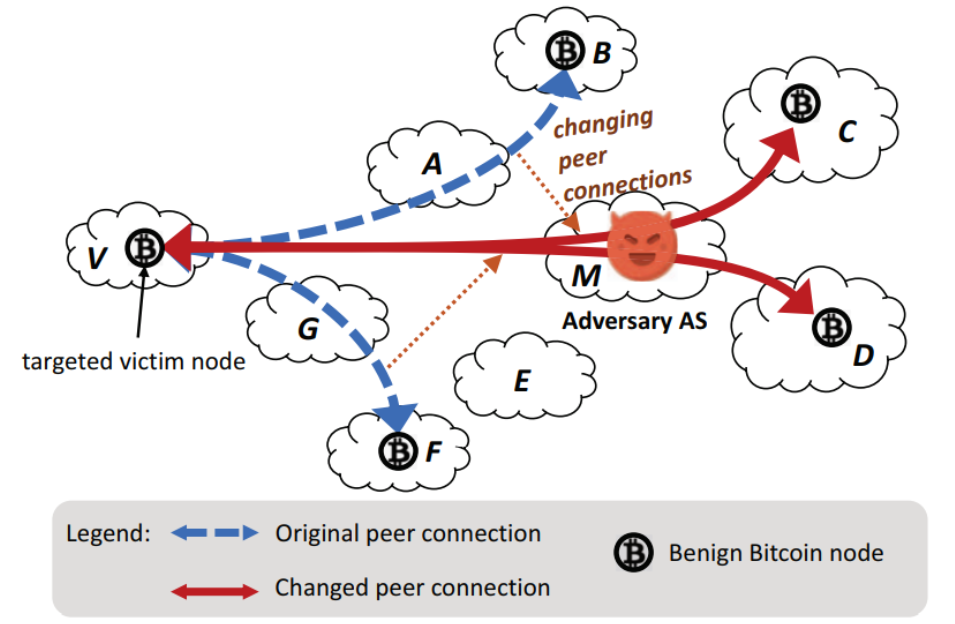 B
changing
peer
connections
C
A
V
M
Adversary AS
G
targeted victim node
E
D
F
Legend:
Original peer connection
Benign Bitcoin node
Changed peer connection